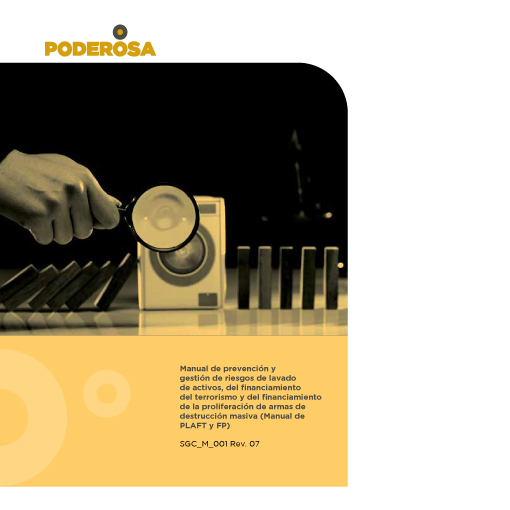 PODEROSA
Manual de prevención y
gestión de riesgos de lavado
de activos, del financiamiento
del terrorismo y del financiamiento
de la proliferación de armas de
destrucción masiva (Manual de
PLAFT y FP)
SGC_M_001 Rev. 07